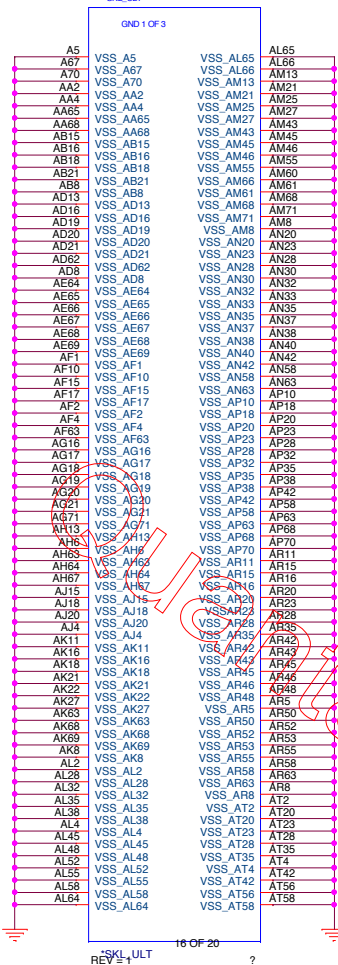 GND 1 OF 3
A5 VSS_A5 VSS_AL65 AL65
A67 VSS_A67 VSS_AL66 AL66
A70 VSS_A70 VSS_AM13 AM13
AA2 VSS_AA2 VSS_AM21 AM21
AA4 VSS_AA4 VSS_AM25 AM25
AA65 VSS_AA65 VSS_AM27 AM27
AA68 VSS_AA68 VSS_AM43 AM43
AB15 VSS_AB15 VSS_AM45 AM45
AB16 VSS_AB16 VSS_AM46 AM46
AB18 VSS_AB18 VSS_AM55 AM55
AB21 VSS_AB21 VSS_AM60 AM60
AB8 VSS_AB8 VSS_AM61 AM61
AD13 VSS_AD13 VSS_AM68 AM68
AD16 VSS_AD16 VSS_AM71 AM71
AD19 VSS_AD19 VSS_AM8 AM8
AD20 VSS_AD20 VSS_AN20 AN20
AD21 VSS_AD21 VSS_AN23 AN23
AD62 VSS_AD62 VSS_AN28 AN28
AD8 VSS_AD8 VSS_AN30 AN30
AE64 VSS_AE64 VSS_AN32 AN32
AE65 VSS_AE65 VSS_AN33 AN33
AE66 VSS_AE66 VSS_AN35 AN35
AE67 VSS_AE67 VSS_AN37 AN37
AE68 VSS_AE68 VSS_AN38 AN38
AE69 VSS_AE69 VSS_AN40 AN40
AF1 VSS_AF1 VSS_AN42 AN42
AF10 VSS_AF10 VSS_AN58 AN58
AF15 VSS_AF15 VSS_AN63 AN63
AF17 VSS_AF17 VSS_AP10 AP10
AF2 VSS_AF2 VSS_AP18 AP18
AF4 VSS_AF4 VSS_AP20 AP20
AF63 VSS_AF63 VSS_AP23 AP23
AG16 VSS_AG16 VSS_AP28 AP28
AG17 VSS_AG17 VSS_AP32 AP32
AG18 VSS_AG18 VSS_AP35 AP35
AG19 VSS_AG19 VSS_AP38 AP38
AG20 VSS_AG20 VSS_AP42 AP42
AG21 VSS_AG21 VSS_AP58 AP58
AG71 VSS_AG71 VSS_AP63 AP63
AH13 VSS_AH13 VSS_AP68 AP68
AH6 VSS_AH6 VSS_AP70 AP70
AH63 VSS_AH63 VSS_AR11 AR11
AH64 VSS_AH64 VSS_AR15 AR15
AH67 VSS_AH67 VSS_AR16 AR16
AJ15 VSS_AJ15 VSS_AR20 AR20
AJ18 VSS_AJ18 VSSAR23 AR23
AJ20 VSS_AJ20 VSS_AR28 AR28
AJ4 VSS_AJ4 VSS_AR35 AR35
AK11 VSS_AK11 VSS_AR42 AR42
AK16 VSS_AK16 VSS_AR43 AR43
AK18 VSS_AK18 VSS_AR45 AR45
AK21 VSS_AK21 VSS_AR46 AR46
AK22 VSS_AK22 VSS_AR48 AR48
AK27 VSS_AK27 VSS_AR5 AR5
AK63 VSS_AK63 VSS_AR50 AR50
AK68 VSS_AK68 VSS_AR52 AR52
AK69 VSS_AK69 VSS_AR53 AR53
AK8 VSS_AK8 VSS_AR55 AR55
AL2 VSS_AL2 VSS_AR58 AR58
AL28 VSS_AL28 VSS_AR63 AR63
AL32 VSS_AL32 VSS_AR8 AR8
AL35 VSS_AL35 VSS_AT2 AT2
AL38 VSS_AL38 VSS_AT20 AT20
AL4 VSS_AL4 VSS_AT23 AT23
AL45 VSS_AL45 VSS_AT28 AT28
AL48 VSS_AL48 VSS_AT35 AT35
AL52 VSS_AL52 VSS_AT4 AT4
AL55 VSS_AL55 VSS_AT42 AT42
AL58 VSS_AL58 VSS_AT56 AT56
AL64 VSS_AL64 VSS_AT58 AT58
16 OF 20
*SKL_ULT
REV = 1 ?